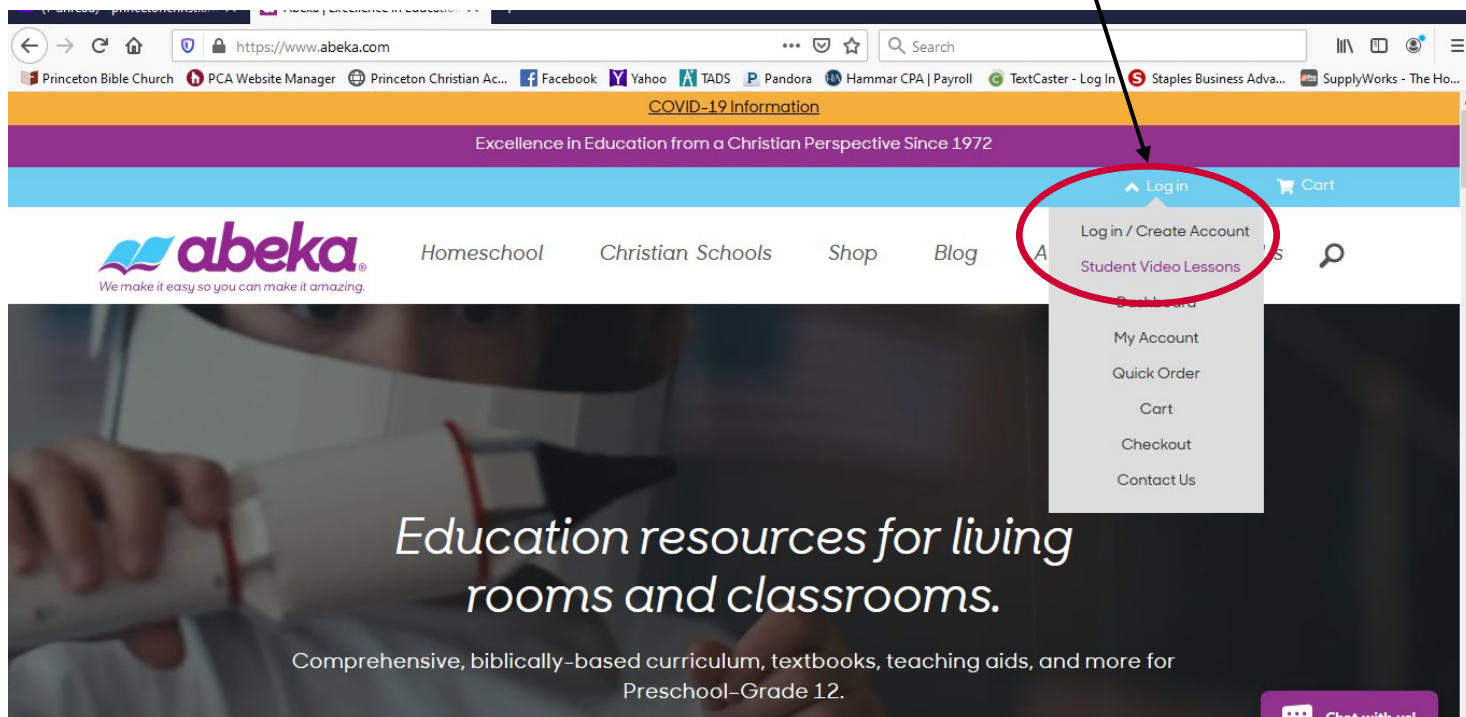 https://www.abeka.com
Search
Princeton Bible Church PCA Website Manager Princeton Christian Ac... Facebook Yahoo TADS Pandora Hammar CPA | Payroll TextCaster - Log In Staples Business Adva... SupplyWorks - The Ho...
COVID-19 Information
Excellence in Education from a Christian Perspective Since 1972
Log in Cart
abeka
We make it easy so you can make it amazing.
Homeschool Christian Schools Shop Blog
Log in / Create Account
Student Video Lessons
Dashboard
My Account
Quick Order
Cart
Checkout
Contact Us
Education resources for living
rooms and classrooms.
Comprehensive, biblically-based curriculum, textbooks, teaching aids, and more for
Preschool–Grade 12.
Chat with us!